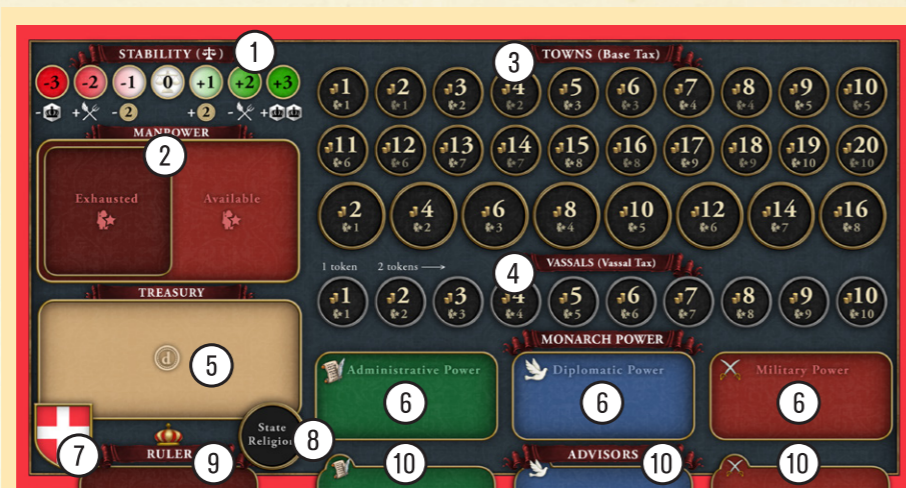 STABILITY ( ) 1
-3 -2 -1 0 +1 +2 +3
- + - 2 + 2 - +
MANPOWER
2
Exhausted Available
TREASURY
d
5
7
RULER
9
State
Religion
8
TOWNS (Base Tax)
3
1 2 3 4 5 6 7 8 9 10
1 1 2 2 3 3 4 4 5 5
11 12 13 14 15 16 17 18 19 20
6 6 7 7 8 8 9 9 10 10
2 4 6 8 10 12 14 16
1 2 3 4 5 6 7 8
1 token 2 tokens →
VASSALS (Vassal Tax)
4
1 2 3 4 5 6 7 8 9 10
1 2 3 4 5 6 7 8 9 10
MONARCH POWER
Administrative Power Diplomatic Power Military Power
6 6 6
ADVISORS
10 10 10